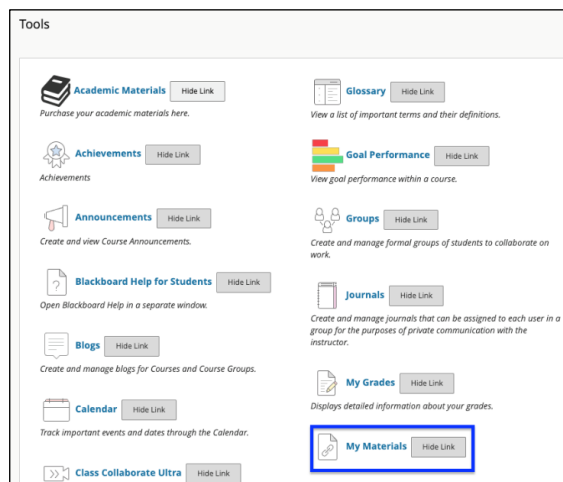 Tools
Academic Materials Hide Link
Purchase your academic materials here.
Achievements Hide Link
Achievements
Announcements Hide Link
Create and view Course Announcements.
Blackboard Help for Students Hide Link
Open Blackboard Help in a separate window.
Blogs Hide Link
Create and manage blogs for Courses and Course Groups.
Calendar Hide Link
Track important events and dates through the Calendar.
Class Collaborate Ultra Hide Link
Glossary Hide Link
View a list of important terms and their definitions.
Goal Performance Hide Link
View goal performance within a course.
Groups Hide Link
Create and manage formal groups of students to collaborate on
work.
Journals Hide Link
Create and manage journals that can be assigned to each user in a
group for the purposes of private communication with the
instructor.
My Grades Hide Link
Displays detailed information about your grades.
My Materials Hide Link